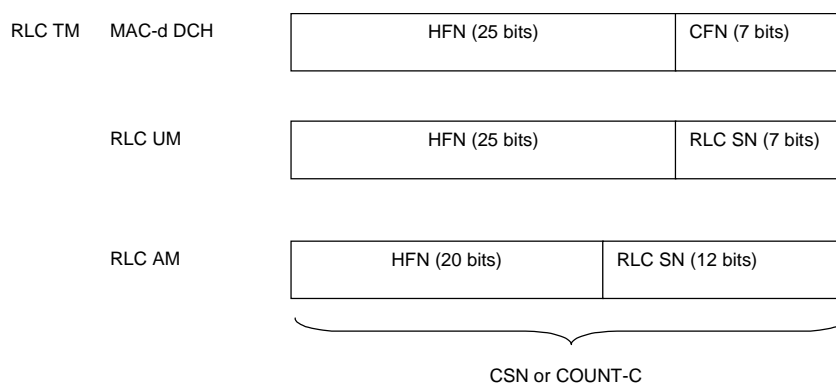 RLC TM MAC-d DCH HFN (25 bits) CFN (7 bits)
RLC UM HFN (25 bits) RLC SN (7 bits)
RLC AM HFN (20 bits) RLC SN (12 bits)
CSN or COUNT-C